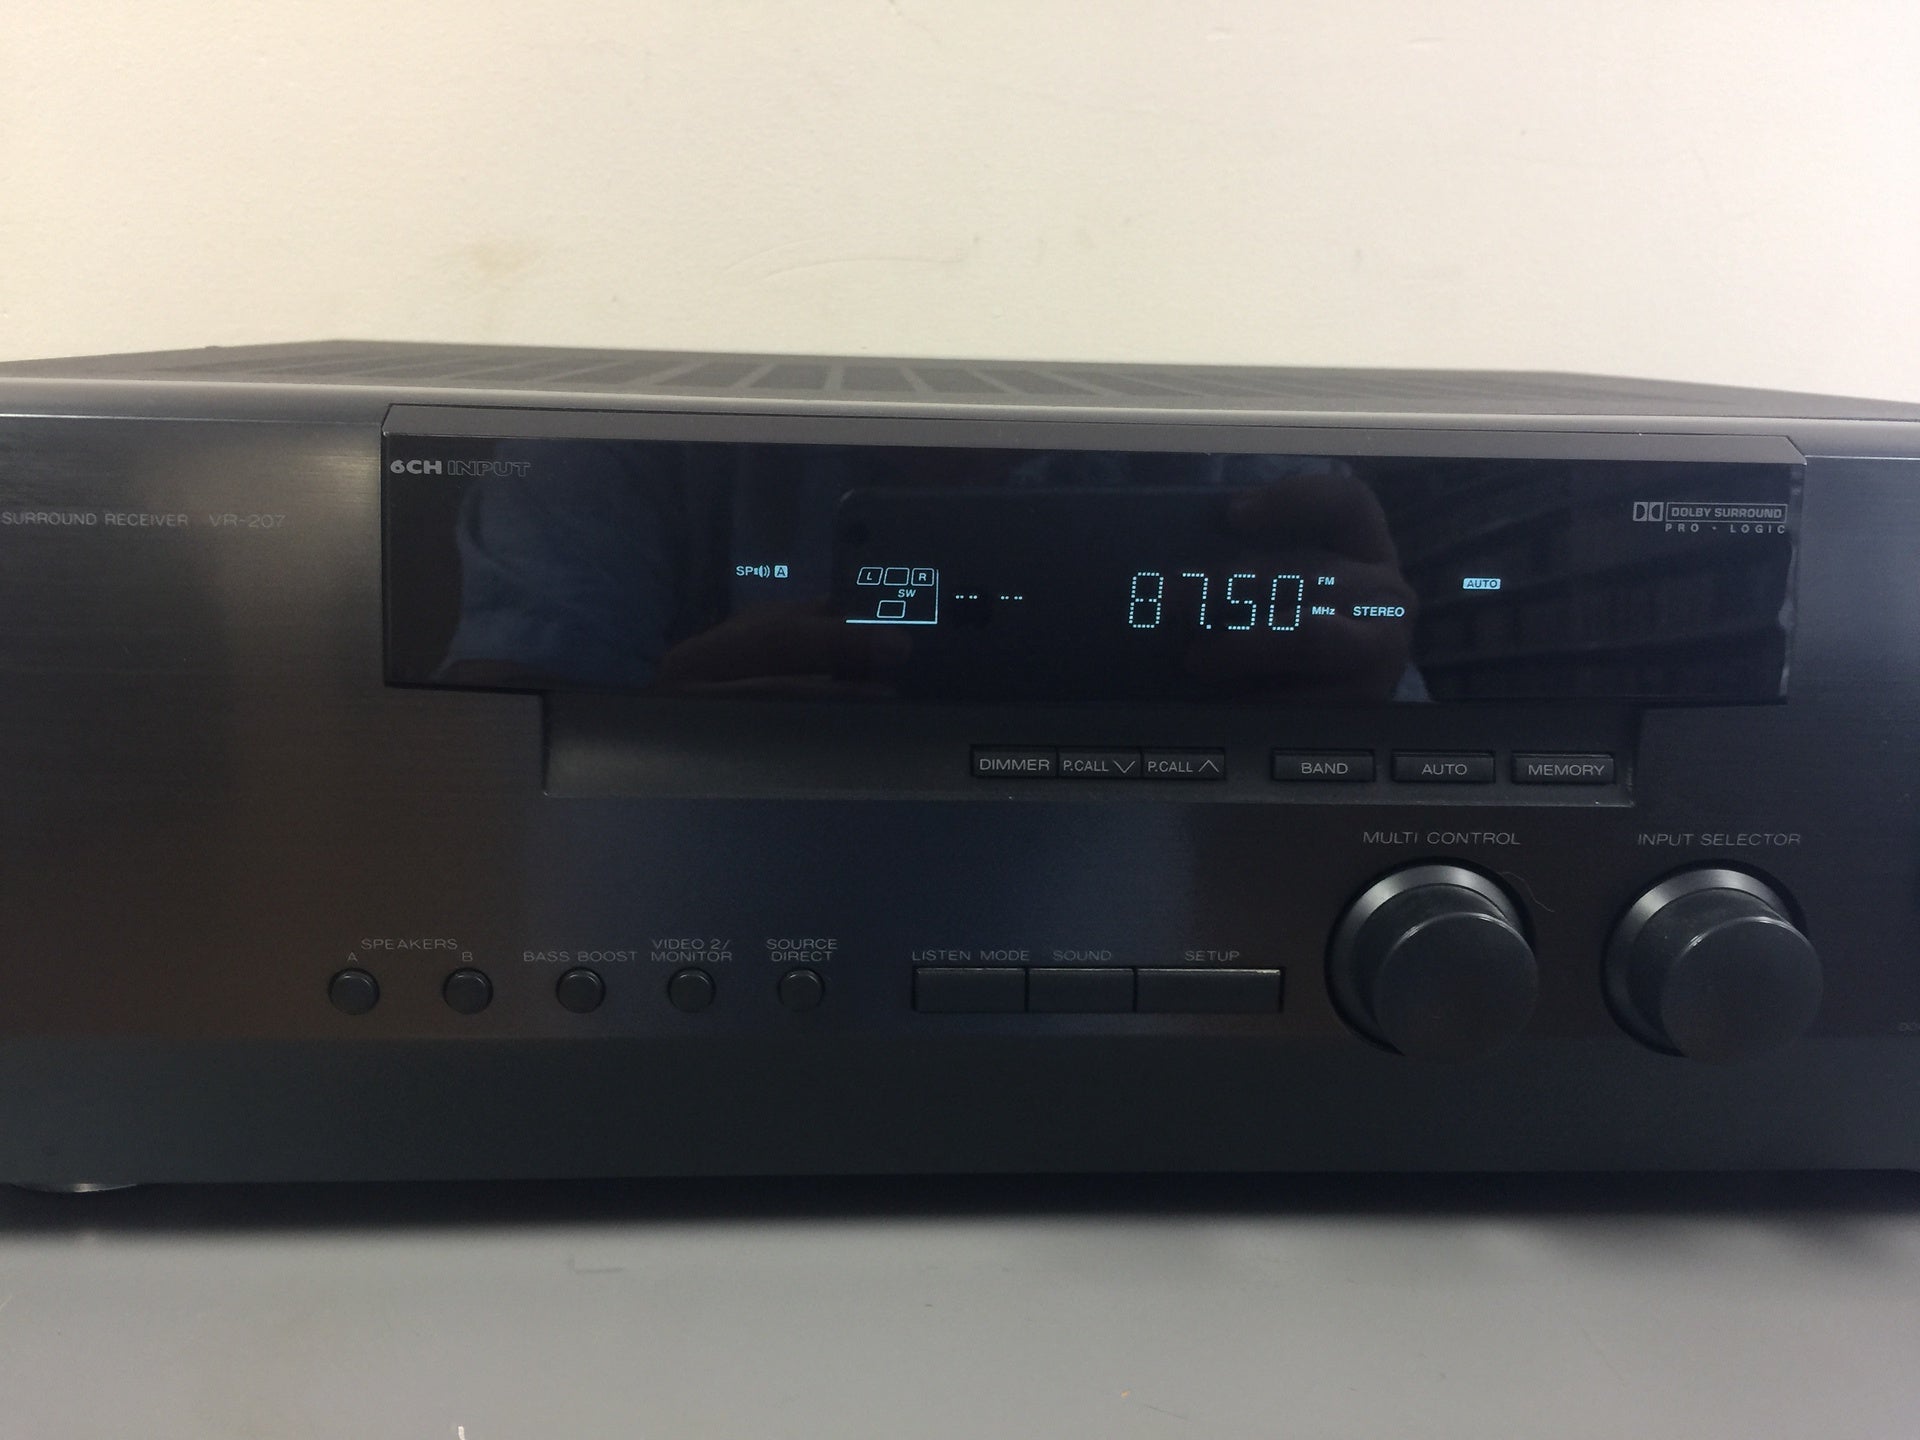 6CH INPUT
SURROUND RECEIVER VR-207
DOLBY SURROUND
PRO · LOGIC
SP A
L R
SW
-- --
87.50
FM
MHz
STEREO
AUTO
DIMMER P.CALL P.CALL BAND AUTO MEMORY
MULTI CONTROL INPUT SELECTOR
SPEAKERS
A B
BASS BOOST
VIDEO 2/
MONITOR
SOURCE
DIRECT
LISTEN MODE SOUND SETUP